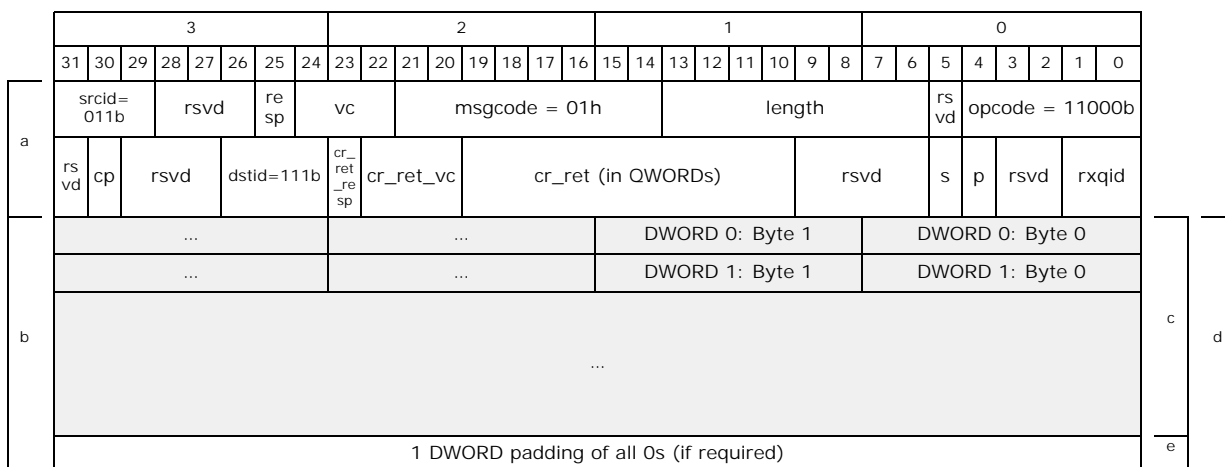 3 2 1 0
31 30 29 28 27 26 25 24 23 22 21 20 19 18 17 16 15 14 13 12 11 10 9 8 7 6 5 4 3 2 1 0
a
srcid=
011b
rsvd
re
sp
vc
msgcode = 01h
length
rs
vd
opcode = 11000b
rs
vd
cp
rsvd
dstid=111b
cr_
ret
_re
sp
cr_ret_vc
cr_ret (in QWORDs)
rsvd
s
p
rsvd
rxqid
b
... ... DWORD 0: Byte 1 DWORD 0: Byte 0
... ... DWORD 1: Byte 1 DWORD 1: Byte 0
...
c
d
1 DWORD padding of all 0s (if required)
e